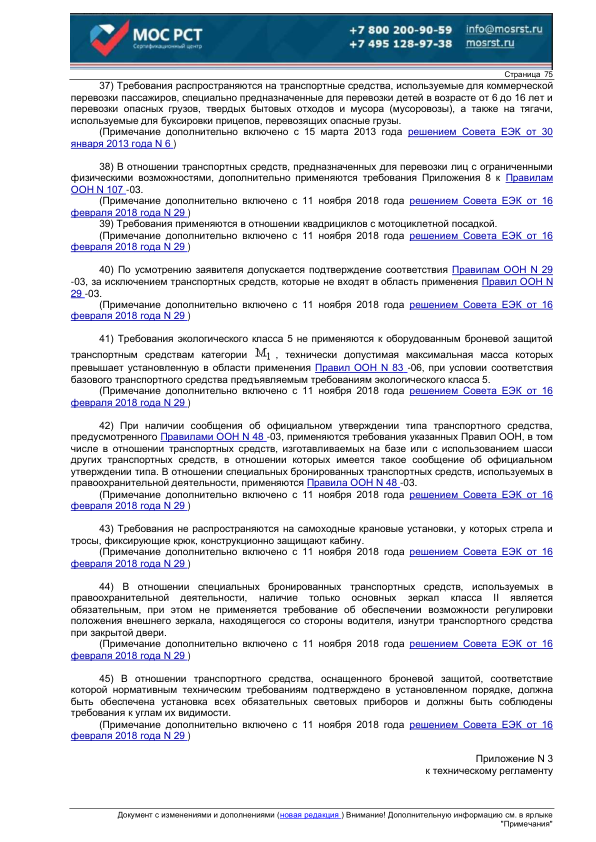 МОС РСТ
Сертификационный центр
+7 800 200-90-59
info@mosrst.ru
+7 495 128-97-38
mosrst.ru
Страница 75
37) Требования распространяются на транспортные средства, используемые для коммерческой
перевозки пассажиров, специально предназначенные для перевозки детей в возрасте от 6 до 16 лет и
перевозки опасных грузов, твердых бытовых отходов и мусора (мусоровозы), а также на тягачи,
используемые для буксировки прицепов, перевозящих опасные грузы.
(Примечание дополнительно включено с 15 марта 2013 года решением Совета ЕЭК от 30
января 2013 года N 6 )
38) В отношении транспортных средств, предназначенных для перевозки лиц с ограниченными
физическими возможностями, дополнительно применяются требования Приложения 8 к Правилам
ООН N 107 -03.
(Примечание дополнительно включено с 11 ноября 2018 года решением Совета ЕЭК от 16
февраля 2018 года N 29 )
39) Требования применяются в отношении квадрициклов с мотоциклетной посадкой.
(Примечание дополнительно включено с 11 ноября 2018 года решением Совета ЕЭК от 16
февраля 2018 года N 29 )
40) По усмотрению заявителя допускается подтверждение соответствия Правилам ООН N 29
-03, за исключением транспортных средств, которые не входят в область применения Правил ООН N
29 -03.
(Примечание дополнительно включено с 11 ноября 2018 года решением Совета ЕЭК от 16
февраля 2018 года N 29 )
41) Требования экологического класса 5 не применяются к оборудованным броневой защитой
транспортным средствам категории M1 , технически допустимая максимальная масса которых
превышает установленную в области применения Правил ООН N 83 -06, при условии соответствия
базового транспортного средства предъявляемым требованиям экологического класса 5.
(Примечание дополнительно включено с 11 ноября 2018 года решением Совета ЕЭК от 16
февраля 2018 года N 29 )
42) При наличии сообщения об официальном утверждении типа транспортного средства,
предусмотренного Правилами ООН N 48 -03, применяются требования указанных Правил ООН, в том
числе в отношении транспортных средств, изготавливаемых на базе или с использованием шасси
других транспортных средств, в отношении которых имеется такое сообщение об официальном
утверждении типа. В отношении специальных бронированных транспортных средств, используемых в
правоохранительной деятельности, применяются Правила ООН N 48 -03.
(Примечание дополнительно включено с 11 ноября 2018 года решением Совета ЕЭК от 16
февраля 2018 года N 29 )
43) Требования не распространяются на самоходные крановые установки, у которых стрела и
тросы, фиксирующие крюк, конструкционно защищают кабину.
(Примечание дополнительно включено с 11 ноября 2018 года решением Совета ЕЭК от 16
февраля 2018 года N 29 )
44) В отношении специальных бронированных транспортных средств, используемых в
правоохранительной деятельности, наличие только основных зеркал класса II является
обязательным, при этом не применяется требование об обеспечении возможности регулировки
положения внешнего зеркала, находящегося со стороны водителя, изнутри транспортного средства
при закрытой двери.
(Примечание дополнительно включено с 11 ноября 2018 года решением Совета ЕЭК от 16
февраля 2018 года N 29 )
45) В отношении транспортного средства, оснащенного броневой защитой, соответствие
которой нормативным техническим требованиям подтверждено в установленном порядке, должна
быть обеспечена установка всех обязательных световых приборов и должны быть соблюдены
требования к углам их видимости.
(Примечание дополнительно включено с 11 ноября 2018 года решением Совета ЕЭК от 16
февраля 2018 года N 29 )
Приложение N 3
к техническому регламенту
Документ с изменениями и дополнениями (новая редакция ) Внимание! Дополнительную информацию см. в ярлыке
"Примечания"